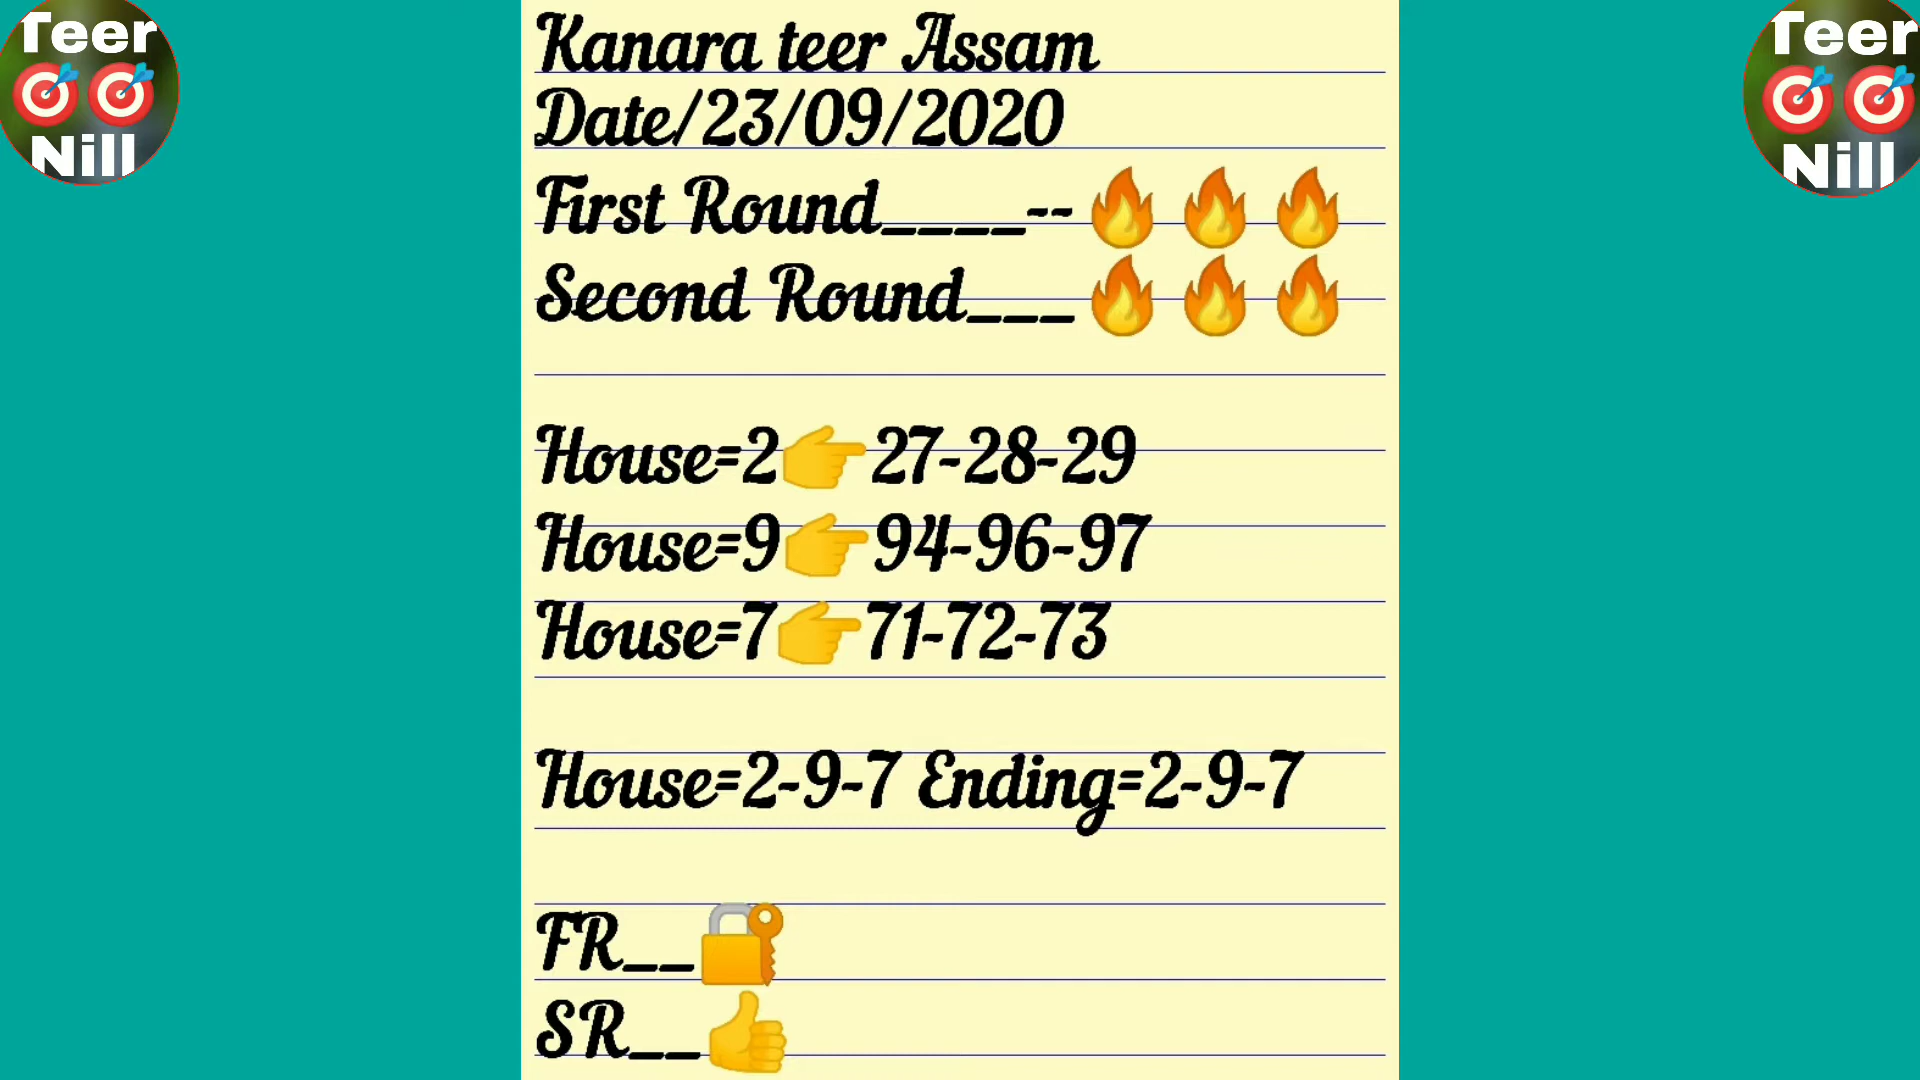 Teer
Nill
Kanara teer Assam
Date/23/09/2020
First Round____--🔥🔥🔥
Second Round___🔥🔥🔥
House=2👉27-28-29
House=9👉94-96-97
House=7👉71-72-73
House=2-9-7 Ending=2-9-7
FR__🔐
SR__👍
Teer
Nill